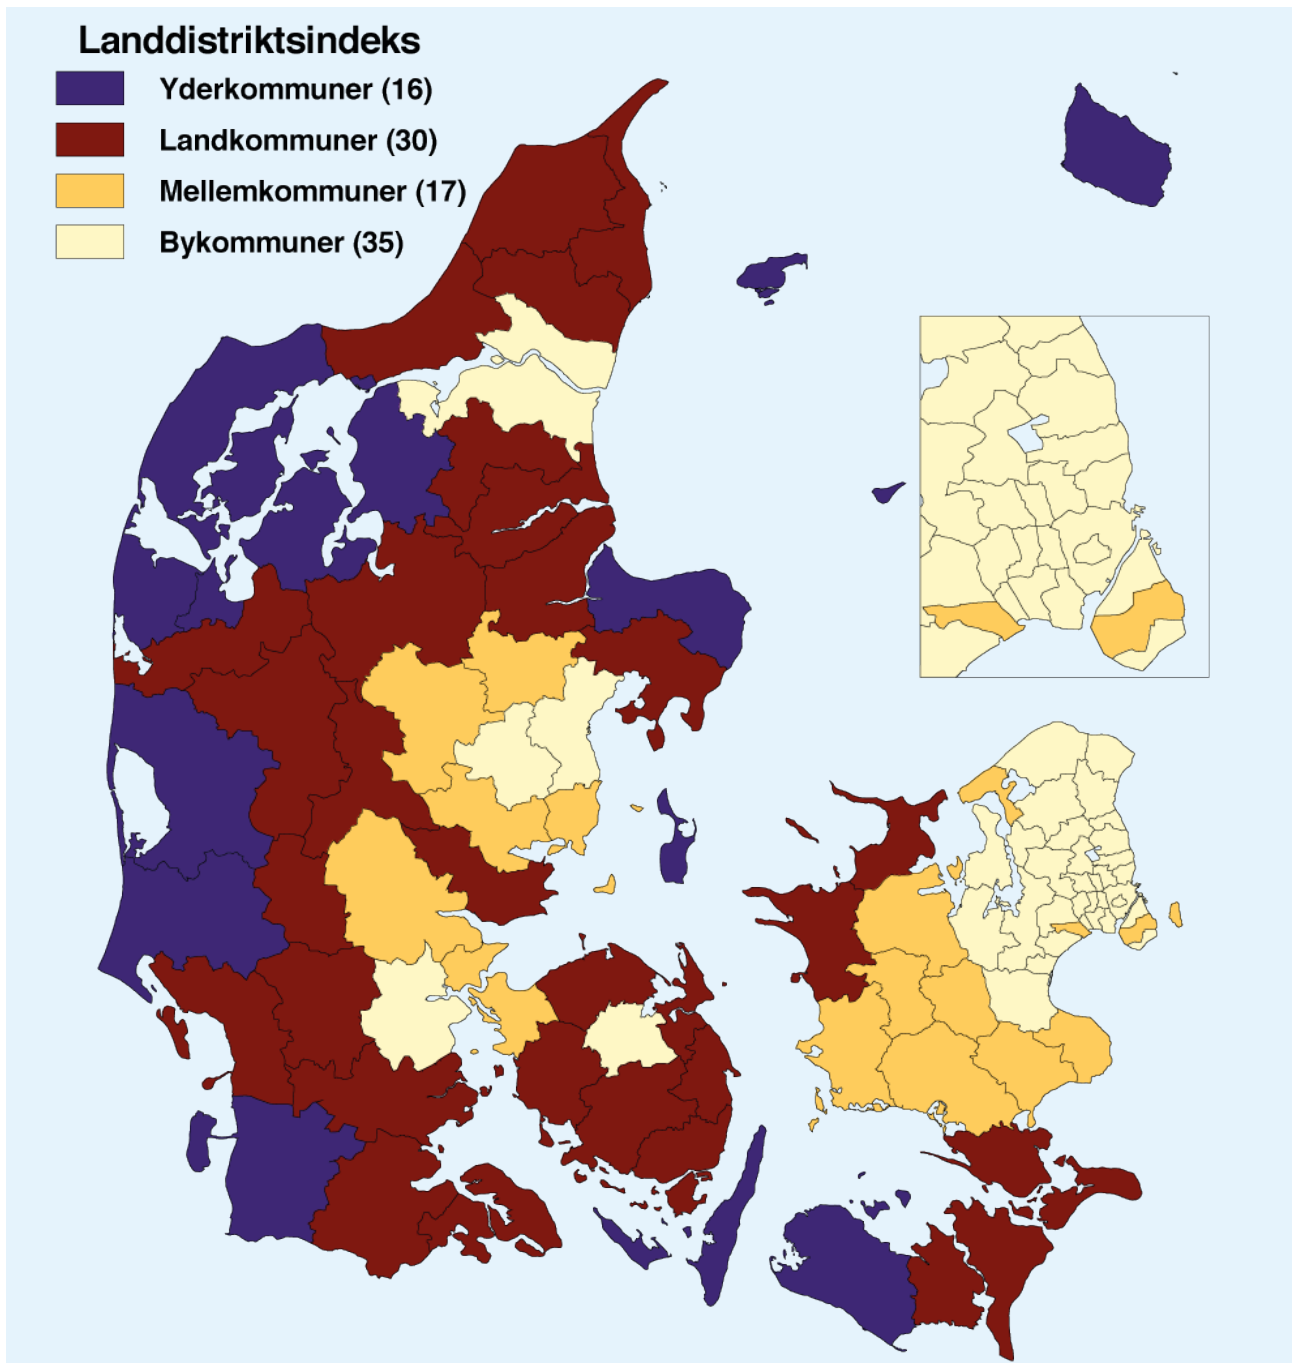 Landdistriktsindeks
Yderkommuner (16)
Landkommuner (30)
Mellemkommuner (17)
Bykommuner (35)